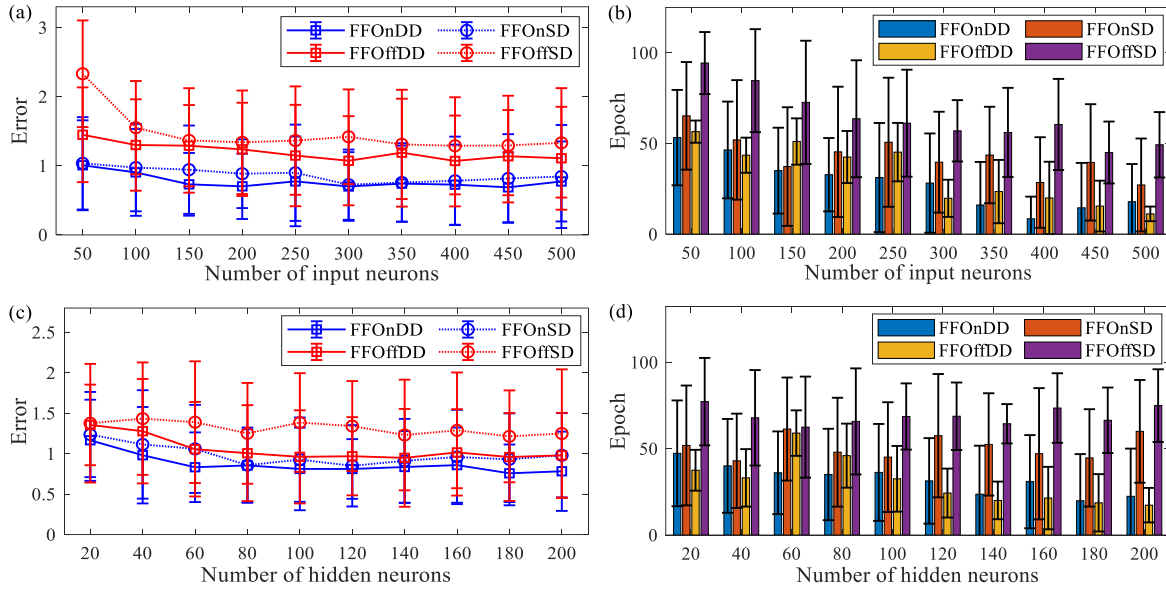 (a)
3
2
1
0
Error
FFOnDD FFOnSD
FFOffDD FFOffSD
50 100 150 200 250 300 350 400 450 500
Number of input neurons
(b)
100
50
0
Epoch
FFOnDD FFOnSD
FFOffDD FFOffSD
50 100 150 200 250 300 350 400 450 500
Number of input neurons
(c)
2.5
2
1.5
1
0.5
0
Error
FFOnDD FFOnSD
FFOffDD FFOffSD
20 40 60 80 100 120 140 160 180 200
Number of hidden neurons
(d)
100
50
0
Epoch
FFOnDD FFOnSD
FFOffDD FFOffSD
20 40 60 80 100 120 140 160 180 200
Number of hidden neurons